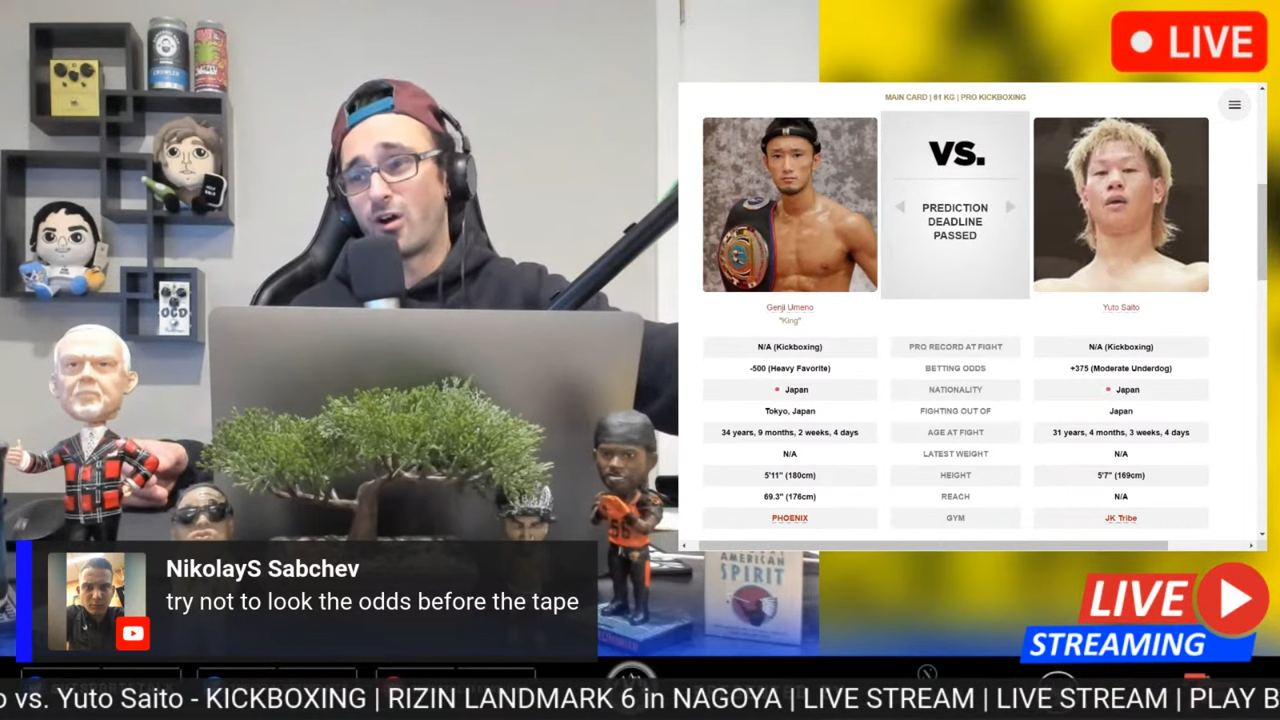 LIVE
MAIN CARD | 61 KG | PRO KICKBOXING
VS.
PREDICTION
DEADLINE
PASSED
Genji Umeno
"King"
Yuto Saito
N/A (Kickboxing) PRO RECORD AT FIGHT N/A (Kickboxing)
-500 (Heavy Favorite) BETTING ODDS +375 (Moderate Underdog)
Japan NATIONALITY Japan
Tokyo, Japan FIGHTING OUT OF Japan
34 years, 9 months, 2 weeks, 4 days AGE AT FIGHT 31 years, 4 months, 3 weeks, 4 days
N/A LATEST WEIGHT N/A
5'11" (180cm) HEIGHT 5'7" (169cm)
69.3" (176cm) REACH N/A
PHOENIX GYM JK Tribe
CROWLER
OCD
56
AMERICAN
SPIRIT
NikolayS Sabchev
try not to look the odds before the tape
LIVE
STREAMING
o vs. Yuto Saito - KICKBOXING | RIZIN LANDMARK 6 in NAGOYA | LIVE STREAM | LIVE STREAM | PLAY B